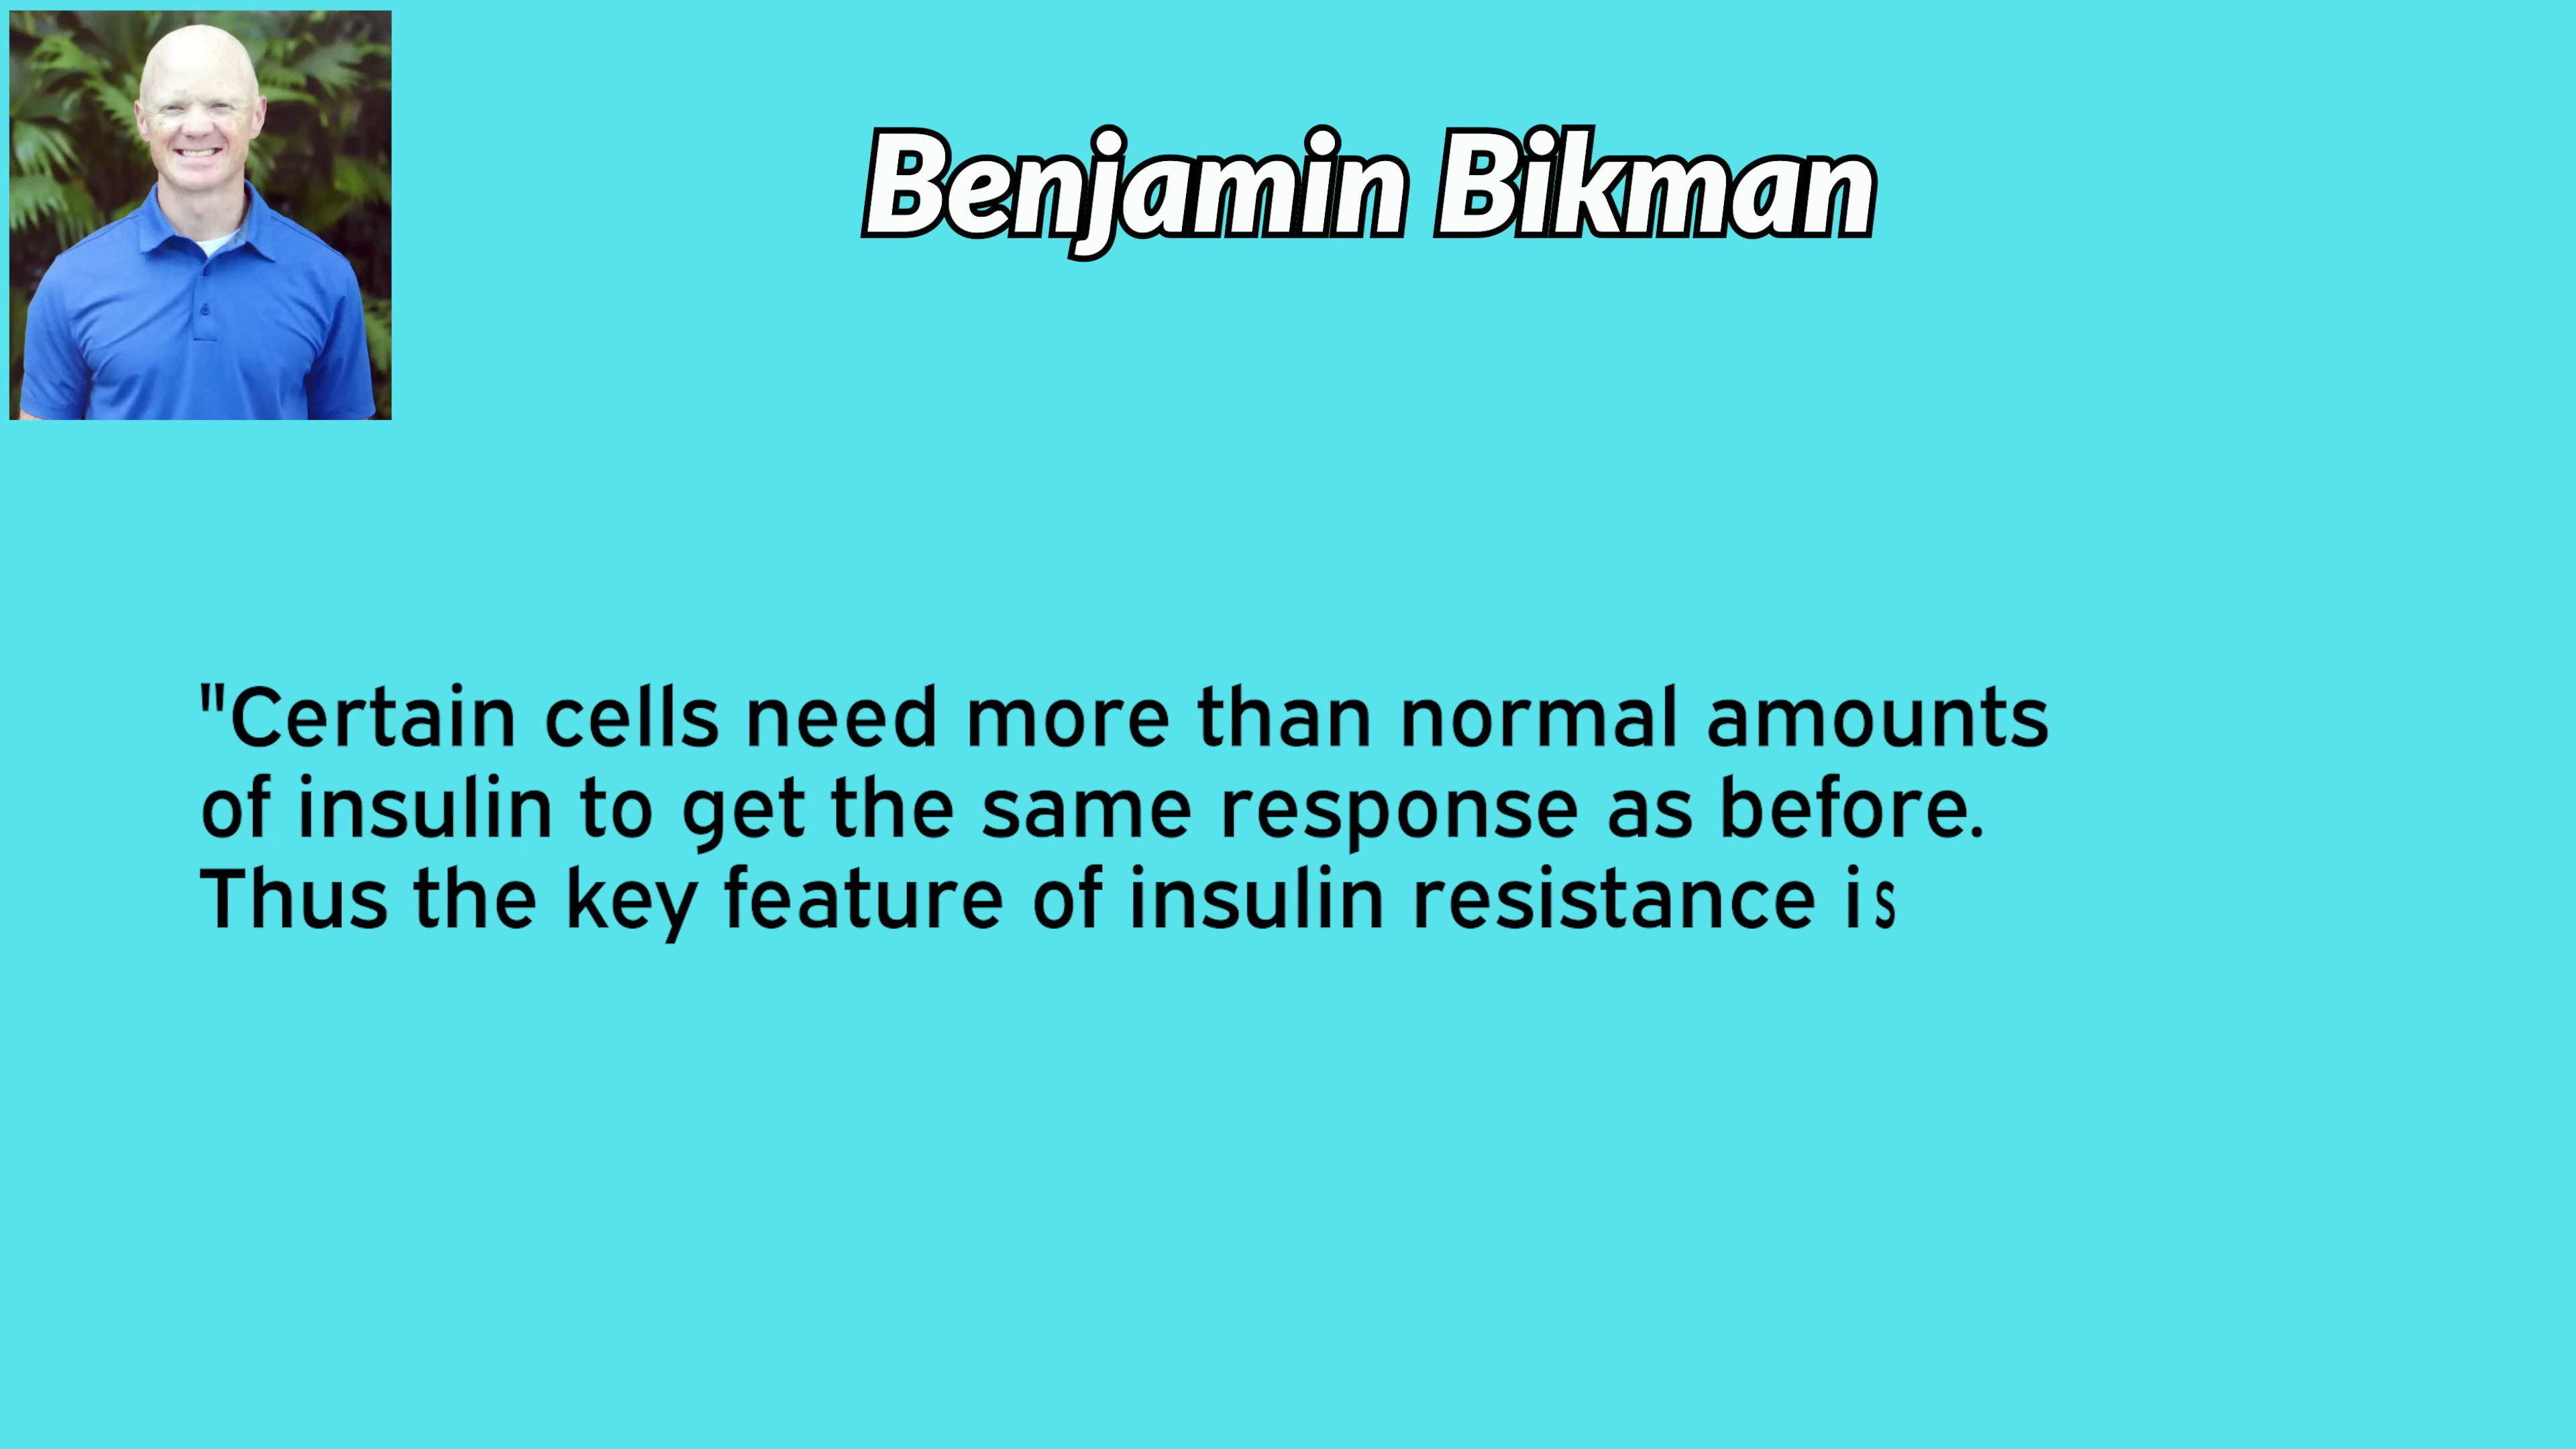 Benjamin Bikman
"Certain cells need more than normal amounts
of insulin to get the same response as before.
Thus the key feature of insulin resistance is